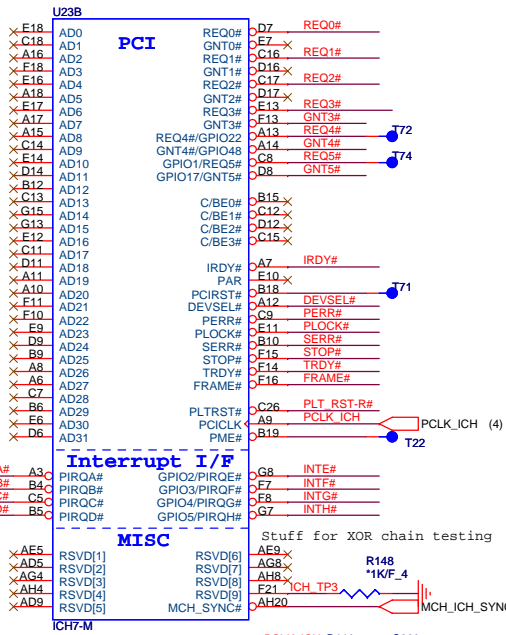 U23B
PCI
E18 AD0 REQ0# D7 REQ0#
C18 AD1 GNT0# E7
A16 AD2 REQ1# C16 REQ1#
F18 AD3 GNT1# D16
E16 AD4 REQ2# C17 REQ2#
A18 AD5 GNT2# D17
E17 AD6 REQ3# E13 REQ3#
A17 AD7 GNT3# F13 GNT3#
A15 AD8 REQ4#/GPIO22 A13 REQ4# T72
C14 AD9 GNT4#/GPIO48 A14 GNT4#
E14 AD10 GPIO1/REQ5# C8 REQ5# T74
D14 AD11 GPIO17/GNT5# D8 GNT5#
B12 AD12
C13 AD13 C/BE0# B15
G15 AD14 C/BE1# C12
G13 AD15 C/BE2# D12
E12 AD16 C/BE3# C15
C11 AD17
D11 AD18 IRDY# A7 IRDY#
A11 AD19 PAR E10
A10 AD20 PCIRST# B18 T71
F11 AD21 DEVSEL# A12 DEVSEL#
F10 AD22 PERR# C9 PERR#
E9 AD23 PLOCK# E11 PLOCK#
D9 AD24 SERR# B10 SERR#
B9 AD25 STOP# F15 STOP#
A8 AD26 TRDY# F14 TRDY#
A6 AD27 FRAME# F16 FRAME#
C7 AD28
B6 AD29 PLTRST# C26 PLT_RST-R#
E6 AD30 PCICLK A9 PCLK_ICH PCLK_ICH (4)
D6 AD31 PME# B19 T22
Interrupt I/F
A# A3 PIRQA# GPIO2/PIRQE# G8 INTE#
B# B4 PIRQB# GPIO3/PIRQF# F7 INTF#
C# C5 PIRQC# GPIO4/PIRQG# F8 INTG#
D# B5 PIRQD# GPIO5/PIRQH# G7 INTH#
MISC
Stuff for XOR chain testing
AE5 RSVD[1] RSVD[6] AE9
AD5 RSVD[2] RSVD[7] AG8
AG4 RSVD[3] RSVD[8] AH8
AH4 RSVD[4] RSVD[9] F21 ICH_TP3 R148 *1K/F_4
AD9 RSVD[5] MCH_SYNC# AH20 MCH_ICH_SYNC
ICH7-M